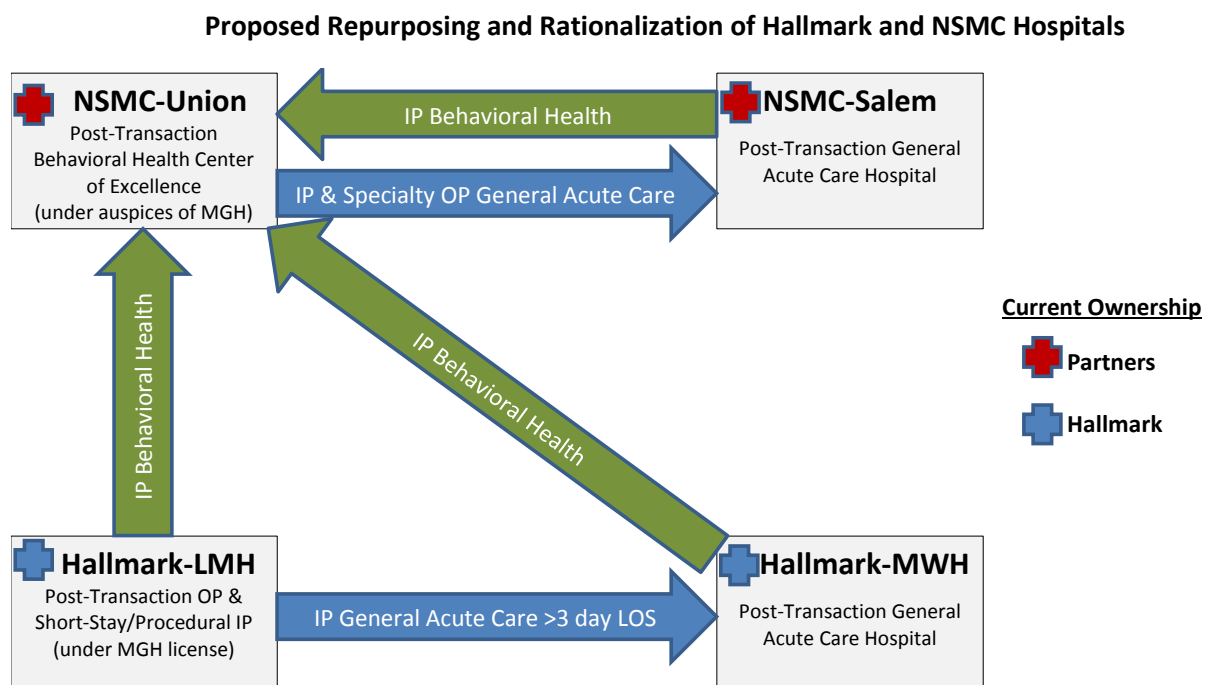 Proposed Repurposing and Rationalization of Hallmark and NSMC Hospitals
NSMC-Union
Post-Transaction
Behavioral Health Center
of Excellence
(under auspices of MGH)
IP Behavioral Health
IP & Specialty OP General Acute Care
NSMC-Salem
Post-Transaction General
Acute Care Hospital
IP Behavioral Health
IP Behavioral Health
Current Ownership
Partners
Hallmark
Hallmark-LMH
Post-Transaction OP &
Short-Stay/Procedural IP
(under MGH license)
IP General Acute Care >3 day LOS
Hallmark-MWH
Post-Transaction General
Acute Care Hospital